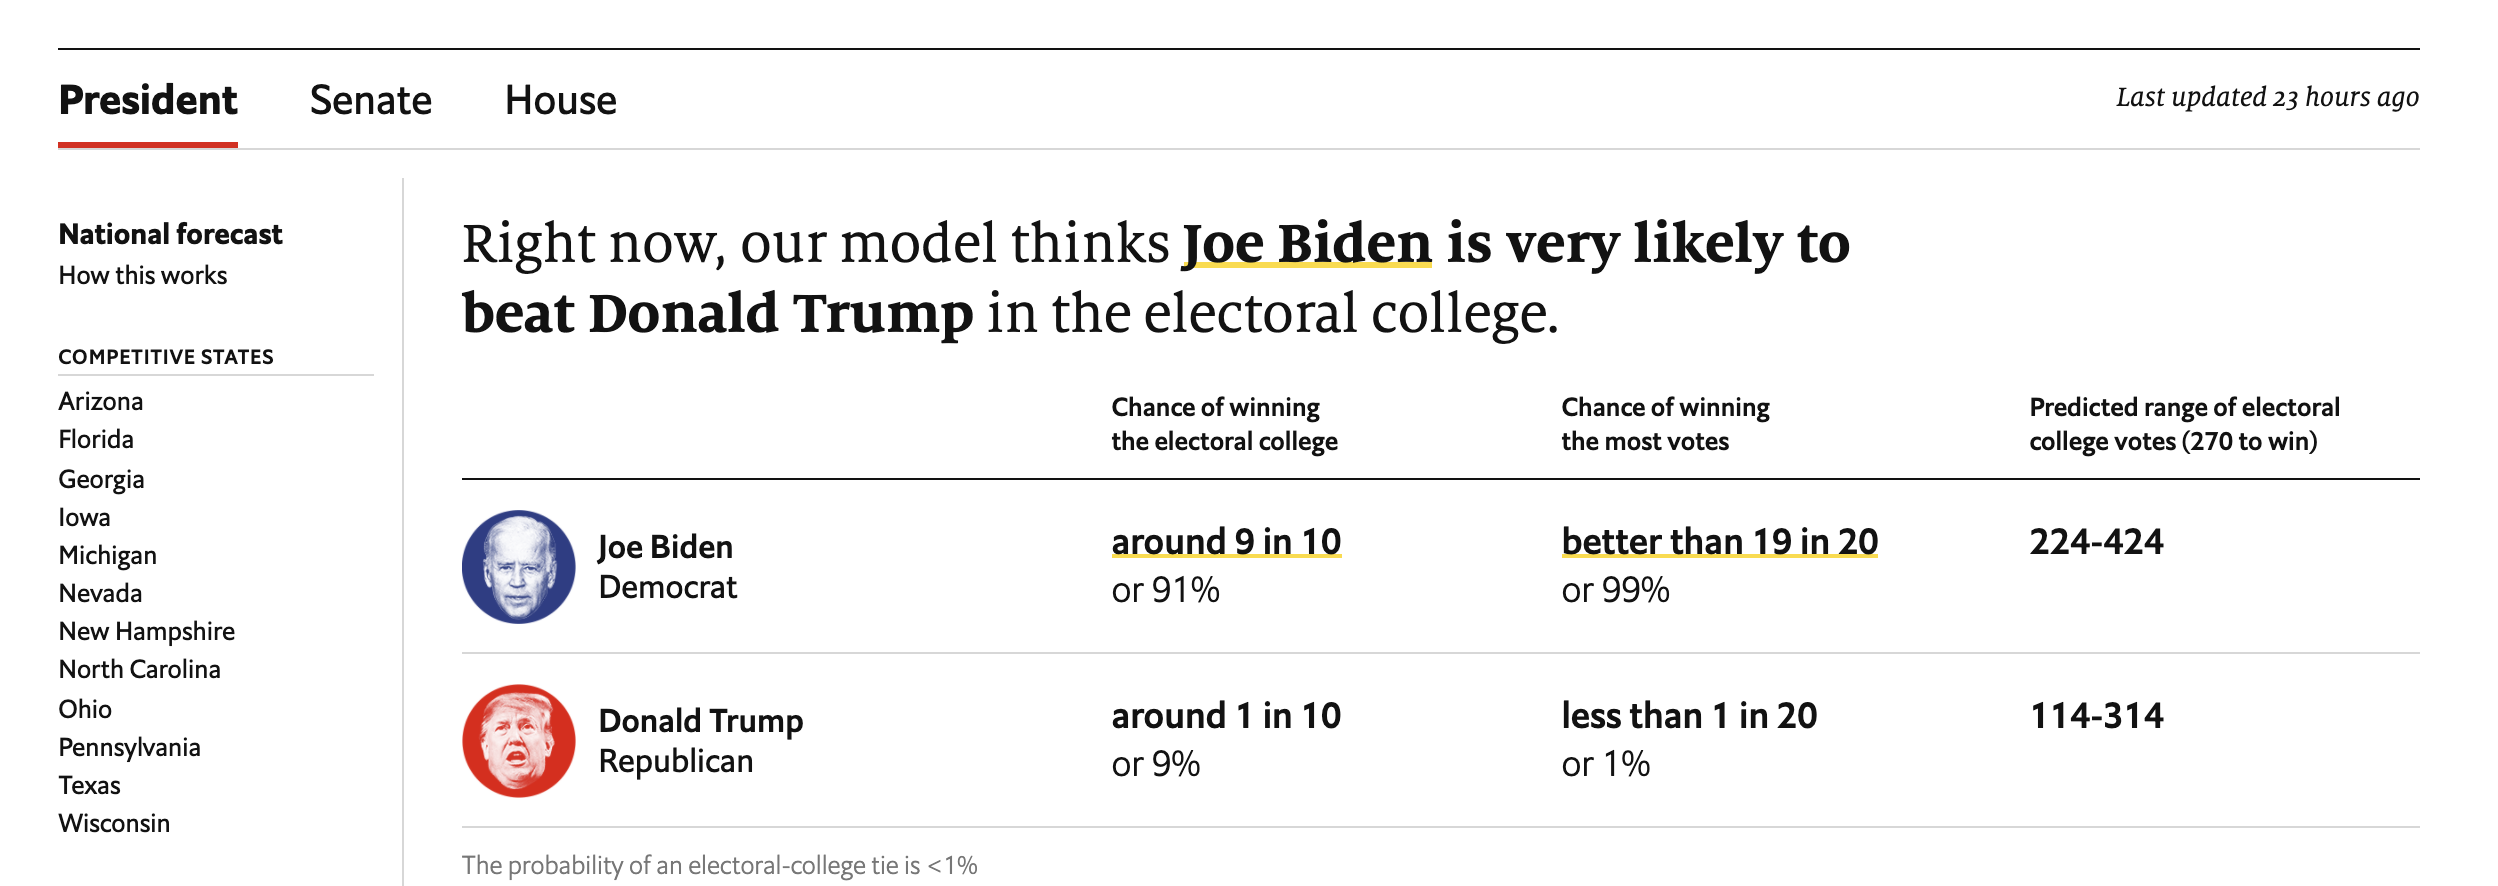 President
Senate
House
Last updated 23 hours ago
National forecast
How this works
COMPETITIVE STATES
Arizona
Florida
Georgia
Iowa
Michigan
Nevada
New Hampshire
North Carolina
Ohio
Pennsylvania
Texas
Wisconsin
Right now, our model thinks Joe Biden is very likely to
beat Donald Trump in the electoral college.
Chance of winning
the electoral college
Chance of winning
the most votes
Predicted range of electoral
college votes (270 to win)
Joe Biden
Democrat
around 9 in 10
or 91%
better than 19 in 20
or 99%
224-424
Donald Trump
Republican
around 1 in 10
or 9%
less than 1 in 20
or 1%
114-314
The probability of an electoral-college tie is <1%